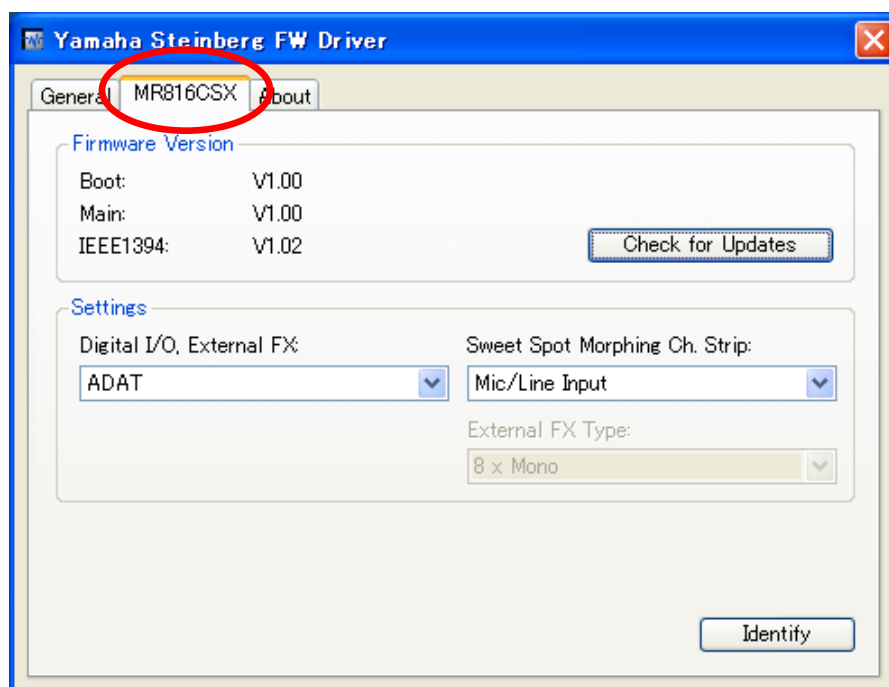 Yamaha Steinberg FW Driver
General MR816CSX About
Firmware Version
Boot: V1.00
Main: V1.00
IEEE1394: V1.02 Check for Updates
Settings
Digital I/O, External FX: Sweet Spot Morphing Ch. Strip:
ADAT Mic/Line Input
External FX Type:
8 x Mono
Identify